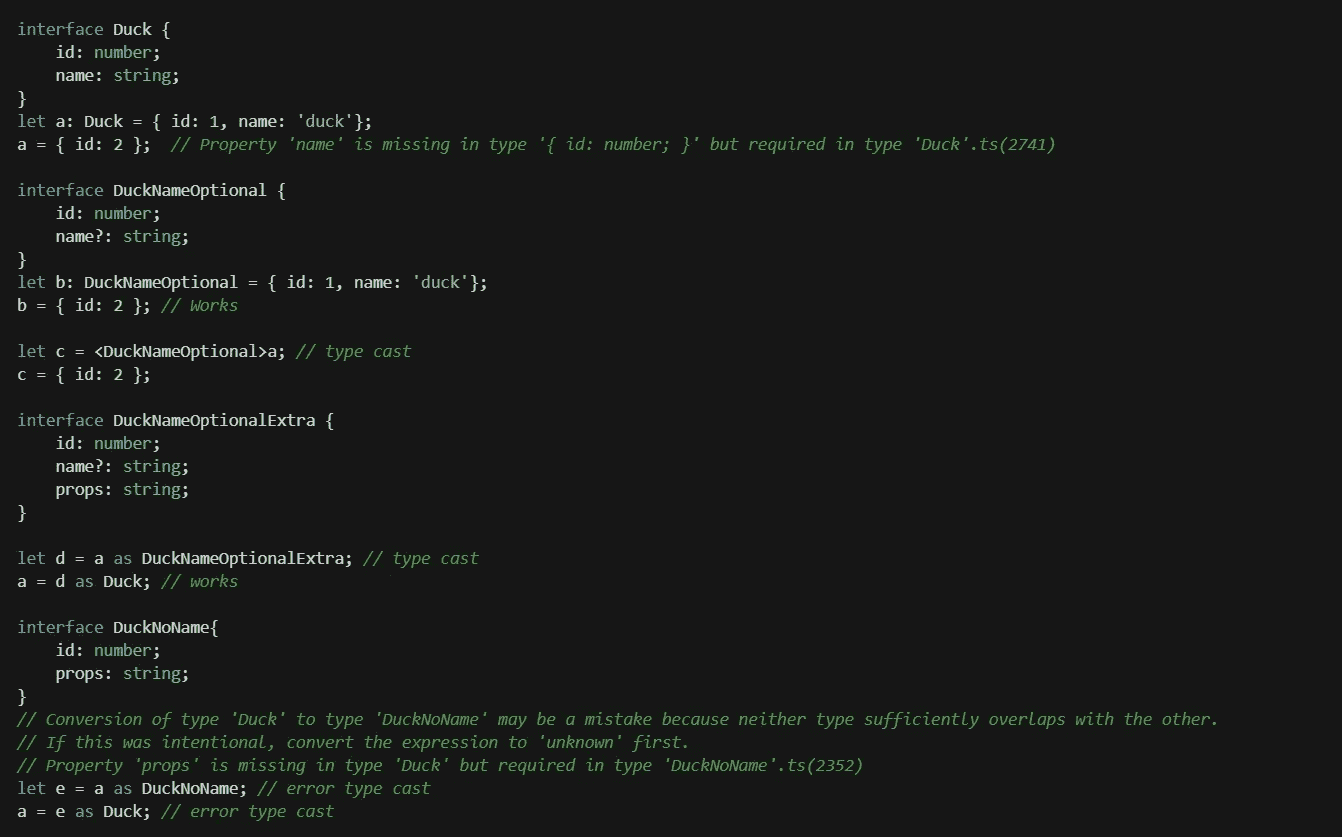 interface Duck {
    id: number;
    name: string;
}
let a: Duck = { id: 1, name: 'duck'};
a = { id: 2 };  // Property 'name' is missing in type '{ id: number; }' but required in type 'Duck'.ts(2741)

interface DuckNameOptional {
    id: number;
    name?: string;
}
let b: DuckNameOptional = { id: 1, name: 'duck'};
b = { id: 2 }; // Works

let c = <DuckNameOptional>a; // type cast
c = { id: 2 };

interface DuckNameOptionalExtra {
    id: number;
    name?: string;
    props: string;
}

let d = a as DuckNameOptionalExtra; // type cast
a = d as Duck; // works

interface DuckNoName{
    id: number;
    props: string;
}
// Conversion of type 'Duck' to type 'DuckNoName' may be a mistake because neither type sufficiently overlaps with the other.
// If this was intentional, convert the expression to 'unknown' first.
// Property 'props' is missing in type 'Duck' but required in type 'DuckNoName'.ts(2352)
let e = a as DuckNoName; // error type cast
a = e as Duck; // error type cast